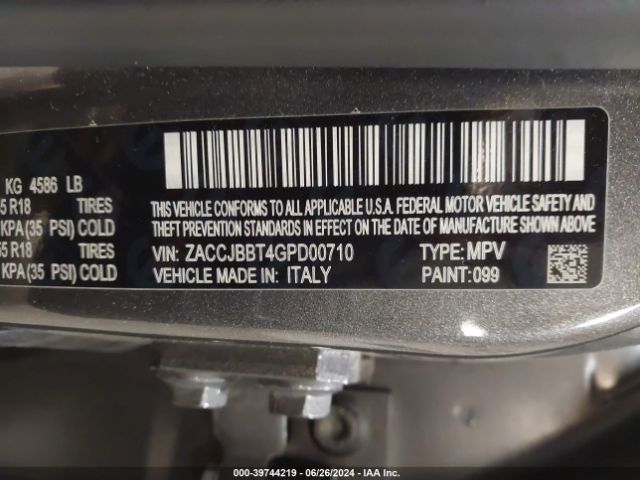 KG 4586 LB
5 R18 TIRES
KPA (35 PSI) COLD
55 R18 TIRES
KPA (35 PSI) COLD
THIS VEHICLE CONFORMS TO ALL APPLICABLE U.S.A. FEDERAL MOTOR VEHICLE SAFETY AND
THEFT PREVENTION STANDARDS IN EFFECT ON THE DATE OF MANUFACTURE SHOWN ABOVE.
VIN: ZACCJBBT4GPD00710 TYPE: MPV
VEHICLE MADE IN: ITALY PAINT: 099
000-39744219 | 06/26/2024 - IAA Inc.